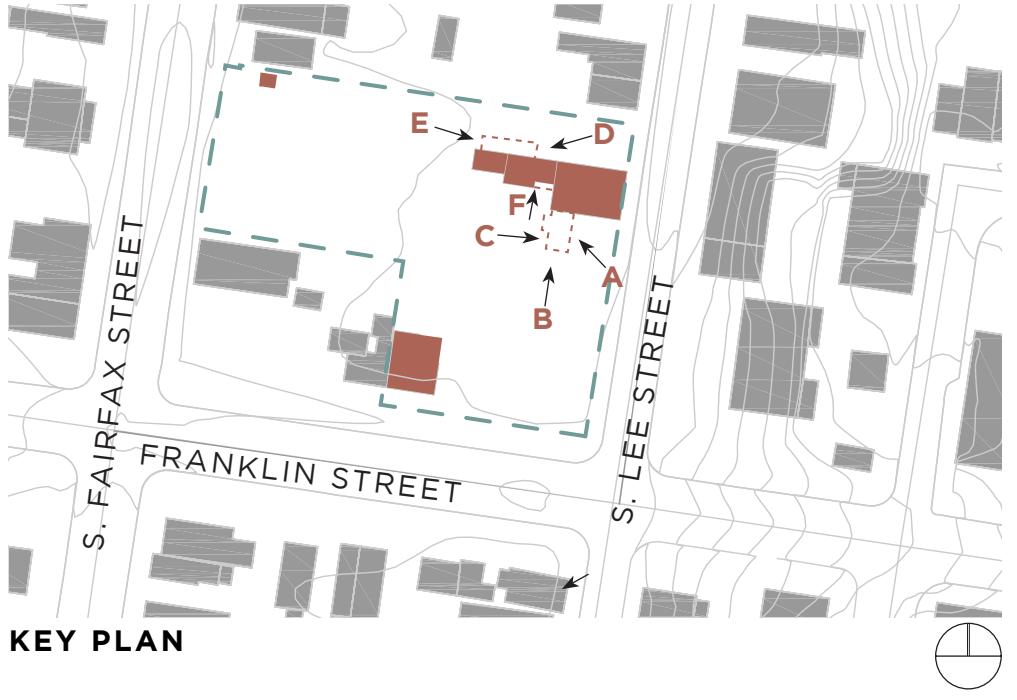 E
D
F
C
A
B
S. FAIRFAX STREET
S. LEE STREET
FRANKLIN STREET
KEY PLAN